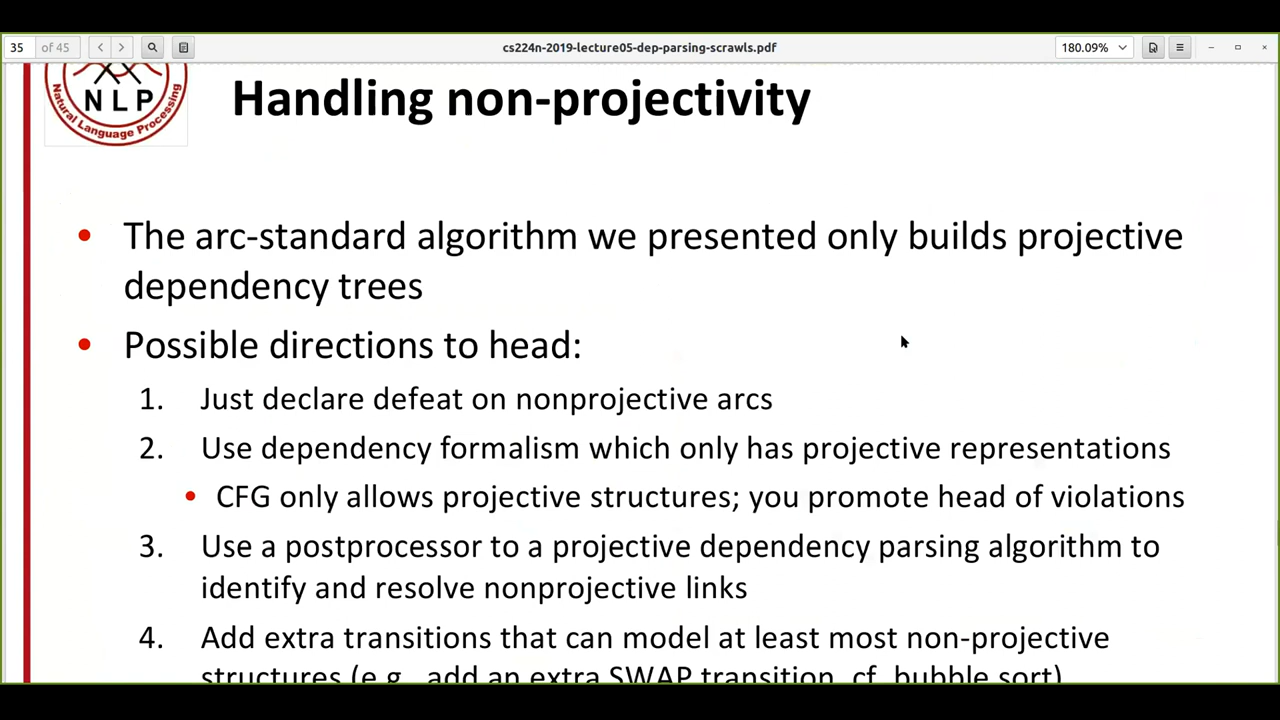 35 of 45
cs224n-2019-lecture05-dep-parsing-scrawls.pdf
180.09%
NLP
Natural Language Processing
Handling non-projectivity
• The arc-standard algorithm we presented only builds projective
dependency trees
• Possible directions to head:
1. Just declare defeat on nonprojective arcs
2. Use dependency formalism which only has projective representations
• CFG only allows projective structures; you promote head of violations
3. Use a postprocessor to a projective dependency parsing algorithm to
identify and resolve nonprojective links
4. Add extra transitions that can model at least most non-projective
structures (e.g., add an extra SWAP transition, cf. bubble sort)